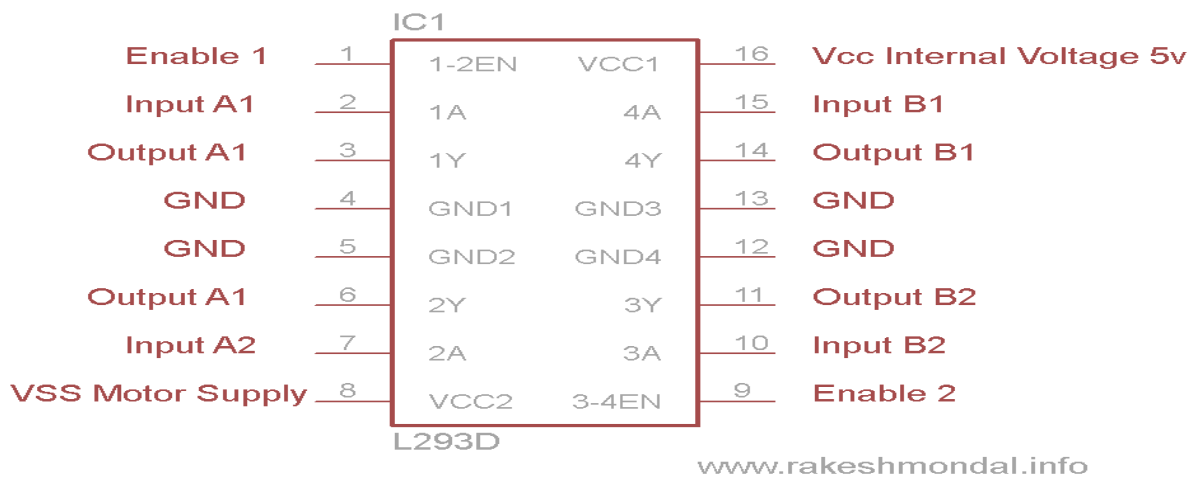 IC1
Enable 1 1 1-2EN VCC1 16 Vcc Internal Voltage 5v
Input A1 2 1A 4A 15 Input B1
Output A1 3 1Y 4Y 14 Output B1
GND 4 GND1 GND3 13 GND
GND 5 GND2 GND4 12 GND
Output A1 6 2Y 3Y 11 Output B2
Input A2 7 2A 3A 10 Input B2
VSS Motor Supply 8 VCC2 3-4EN 9 Enable 2
L293D
www.rakeshmondal.info